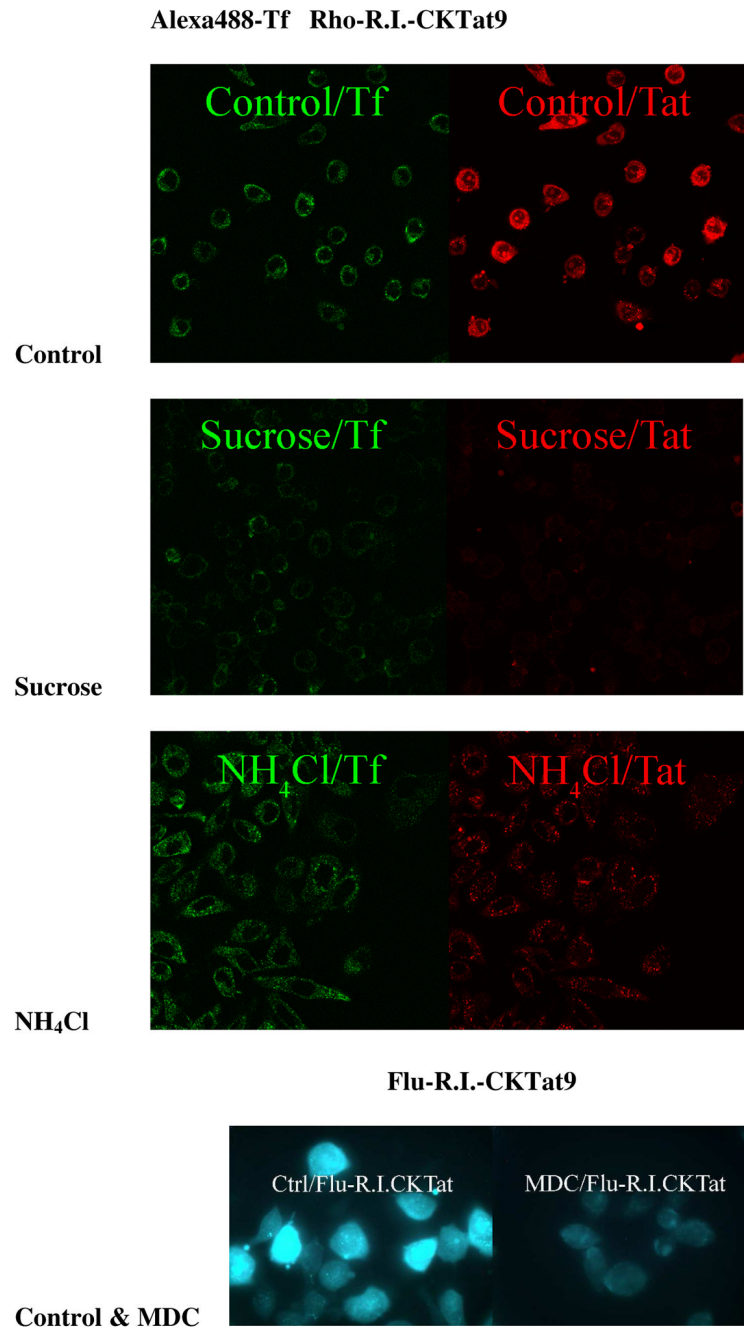 Alexa488-Tf Rho-R.I.-CKTat9
Control/Tf Control/Tat
Control
Sucrose/Tf Sucrose/Tat
Sucrose
NH₄Cl/Tf NH₄Cl/Tat
NH₄Cl
Flu-R.I.-CKTat9
Ctrl/Flu-R.I.CKTat MDC/Flu-R.I.CKTat
Control & MDC